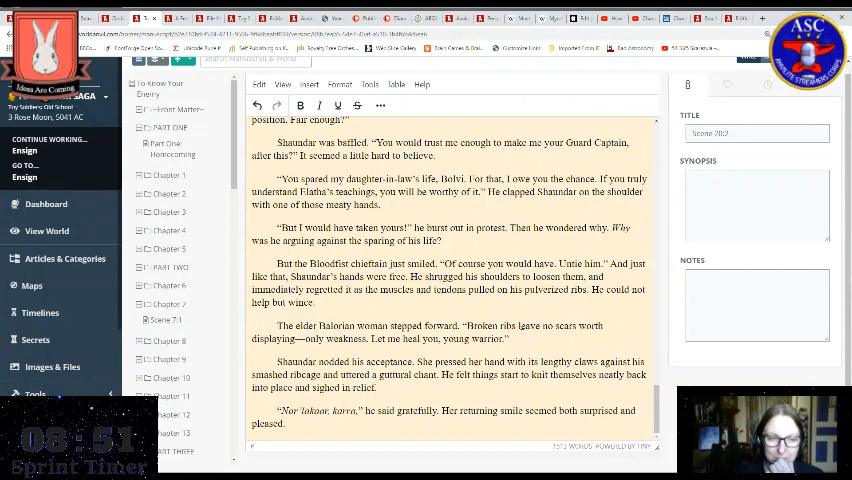 Ideas Are Coming
ASC
AMYLITE STREAMERS CORPS
Toy Soldiers: Old School
3 Rose Moon, 5041 AC
CONTINUE WORKING...
Ensign
GO TO...
Ensign
Dashboard
View World
Articles & Categories
Maps
Timelines
Secrets
Images & Files
Tools
08:51
Sprint Timer
Search Manuscript & World
To Know Your
Enemy
~Front Matter~
PART ONE
Part One:
Homecoming
Chapter 1
Chapter 2
Chapter 3
Chapter 4
Chapter 5
PART TWO
Chapter 6
Chapter 7
Scene 7:1
Chapter 8
Chapter 9
Chapter 10
Chapter 11
Chapter 12
Chapter 13
PART THREE
Edit View Insert Format Tools Table Help
B I U S
position. Fair enough?”
Shaundar was baffled. “You would trust me enough to make me your Guard Captain,
after this?” It seemed a little hard to believe.
“You spared my daughter-in-law’s life, Bolvi. For that, I owe you the chance. If you truly
understand Elatha’s teachings, you will be worthy of it.” He clapped Shaundar on the shoulder
with one of those meaty hands.
“But I would have taken yours!” he burst out in protest. Then he wondered why. Why
was he arguing against the sparing of his life?
But the Bloodfist chieftain just smiled. “Of course you would have. Untie him.” And just
like that, Shaundar’s hands were free. He shrugged his shoulders to loosen them, and
immediately regretted it as the muscles and tendons pulled on his pulverized ribs. He could not
help but wince.
The elder Balorian woman stepped forward. “Broken ribs leave no scars worth
displaying—only weakness. Let me heal you, young warrior.”
Shaundar nodded his acceptance. She pressed her hand with its lengthy claws against his
smashed ribcage and uttered a guttural chant. He felt things start to knit themselves neatly back
into place and sighed in relief.
“Nor’lakaar, karra,” he said gratefully. Her returning smile seemed both surprised and
pleased.
P
1513 WORDS POWERED BY TINY
TITLE
Scene 20:2
SYNOPSIS
NOTES